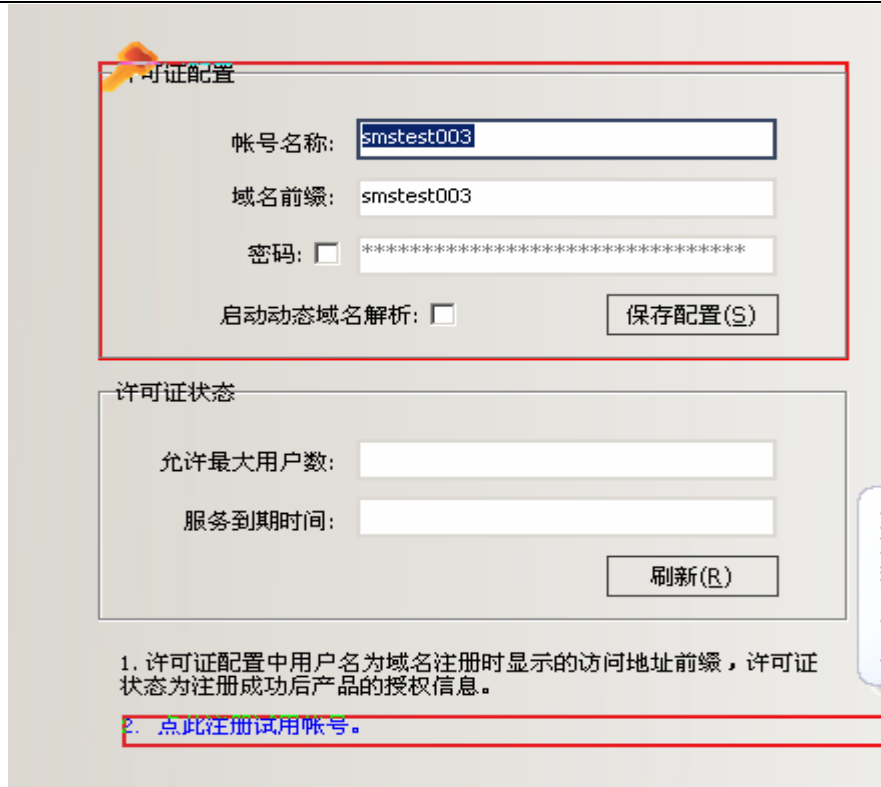 许可证配置
帐号名称: smstest003
域名前缀: smstest003
密码: ********************************
启动动态域名解析:
保存配置(S)
许可证状态
允许最大用户数:
服务到期时间:
刷新(R)
1. 许可证配置中用户名为域名注册时显示的访问地址前缀，许可证
状态为注册成功后产品的授权信息。
2. 点此注册试用帐号。